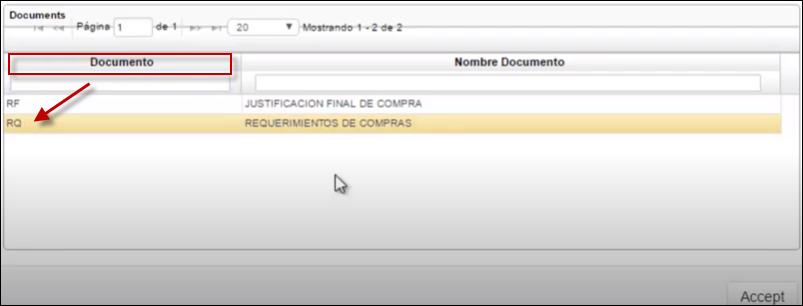 Documents
Página 1 de 1 20 Mostrando 1 - 2 de 2
Documento Nombre Documento
RF JUSTIFICACION FINAL DE COMPRA
RQ REQUERIMIENTOS DE COMPRAS
Accept